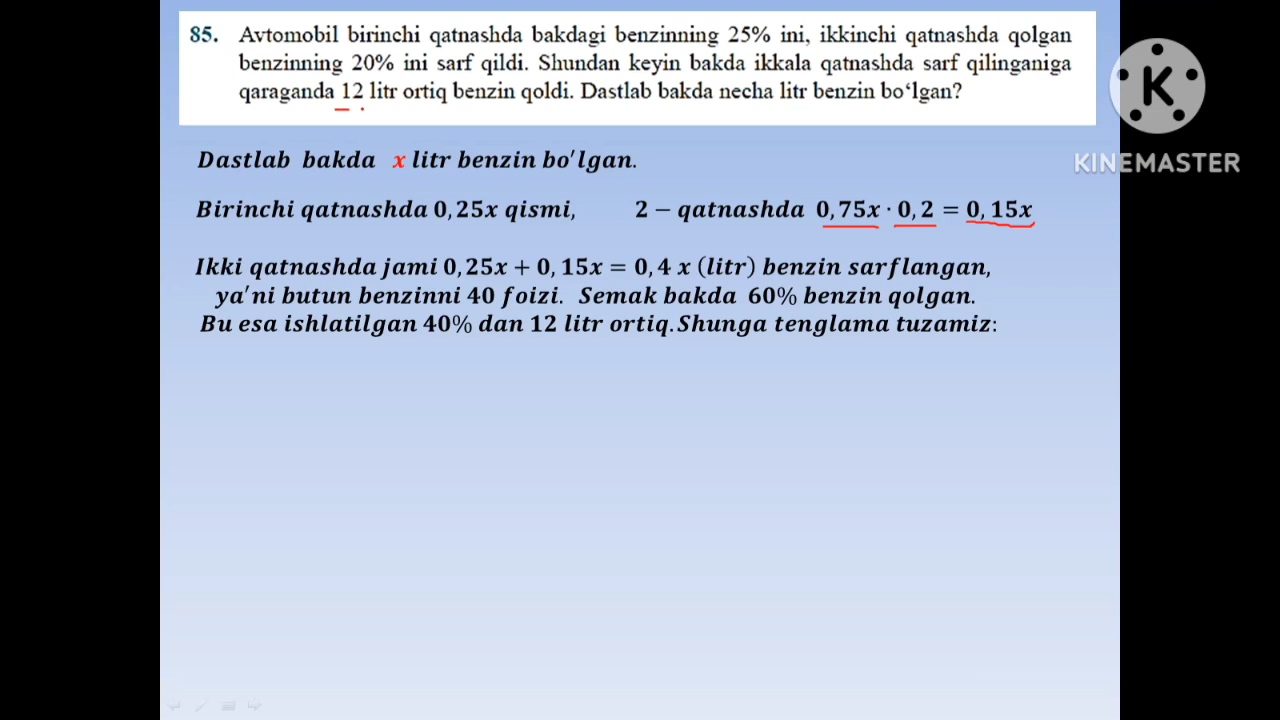 85. Avtomobil birinchi qatnashda bakdagi benzinning 25% ini, ikkinchi qatnashda qolgan
benzinning 20% ini sarf qildi. Shundan keyin bakda ikkala qatnashda sarf qilinganiga
qaraganda 12 litr ortiq benzin qoldi. Dastlab bakda necha litr benzin bo‘lgan?
K
KINEMASTER
Dastlab bakda x litr benzin bo'lgan.
Birinchi qatnashda 0,25x qismi, 2 − qatnashda 0,75x · 0,2 = 0,15x
Ikki qatnashda jami 0,25x + 0,15x = 0,4 x (litr) benzin sarflangan,
ya'ni butun benzinni 40 foizi. Semak bakda 60% benzin qolgan.
Bu esa ishlatilgan 40% dan 12 litr ortiq.Shunga tenglama tuzamiz: